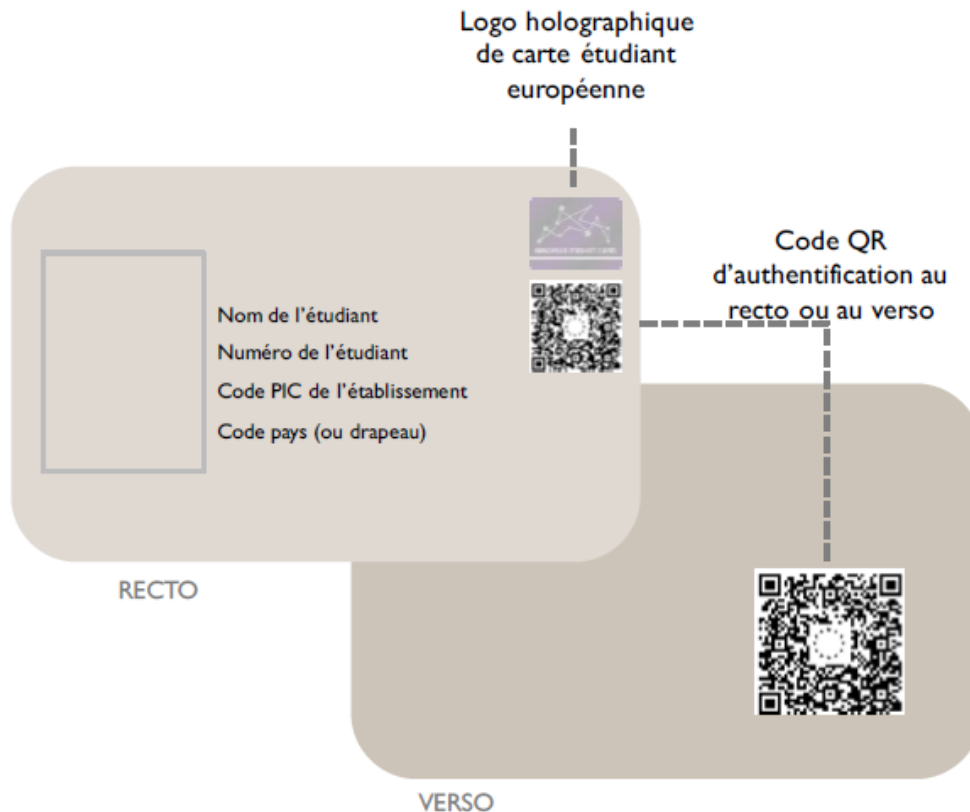 Logo holographique
de carte étudiant
européenne
Code QR
d'authentification au
recto ou au verso
Nom de l'étudiant
Numéro de l'étudiant
Code PIC de l'établissement
Code pays (ou drapeau)
RECTO
VERSO